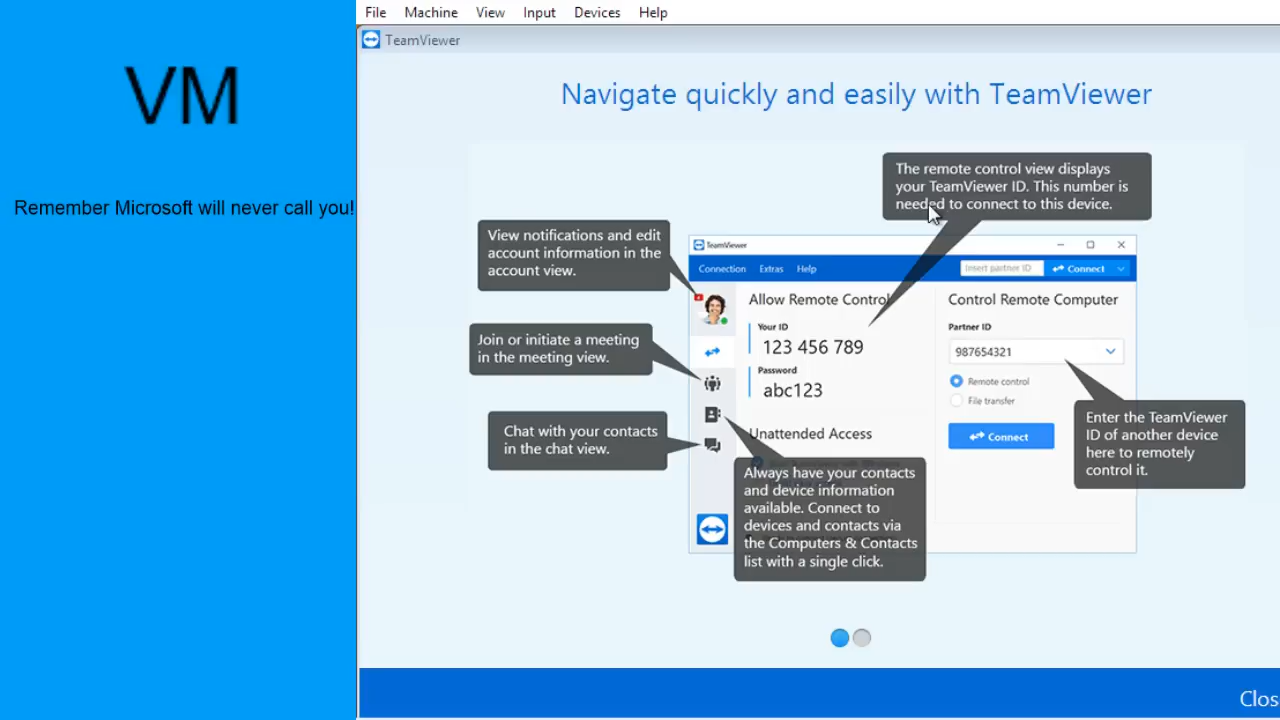 File Machine View Input Devices Help
TeamViewer
VM
Remember Microsoft will never call you!
Navigate quickly and easily with TeamViewer
The remote control view displays
your TeamViewer ID. This number is
needed to connect to this device.
View notifications and edit
account information in the
account view.
Join or initiate a meeting
in the meeting view.
Chat with your contacts
in the chat view.
TeamViewer
Connection Extras Help
Insert partner ID Connect
Allow Remote Control
Your ID
123 456 789
Password
abc123
Unattended Access
Control Remote Computer
Partner ID
987654321
Remote control
File transfer
Connect
Always have your contacts
and device information
available. Connect to
devices and contacts via
the Computers & Contacts
list with a single click.
Enter the TeamViewer
ID of another device
here to remotely
control it.
Clos